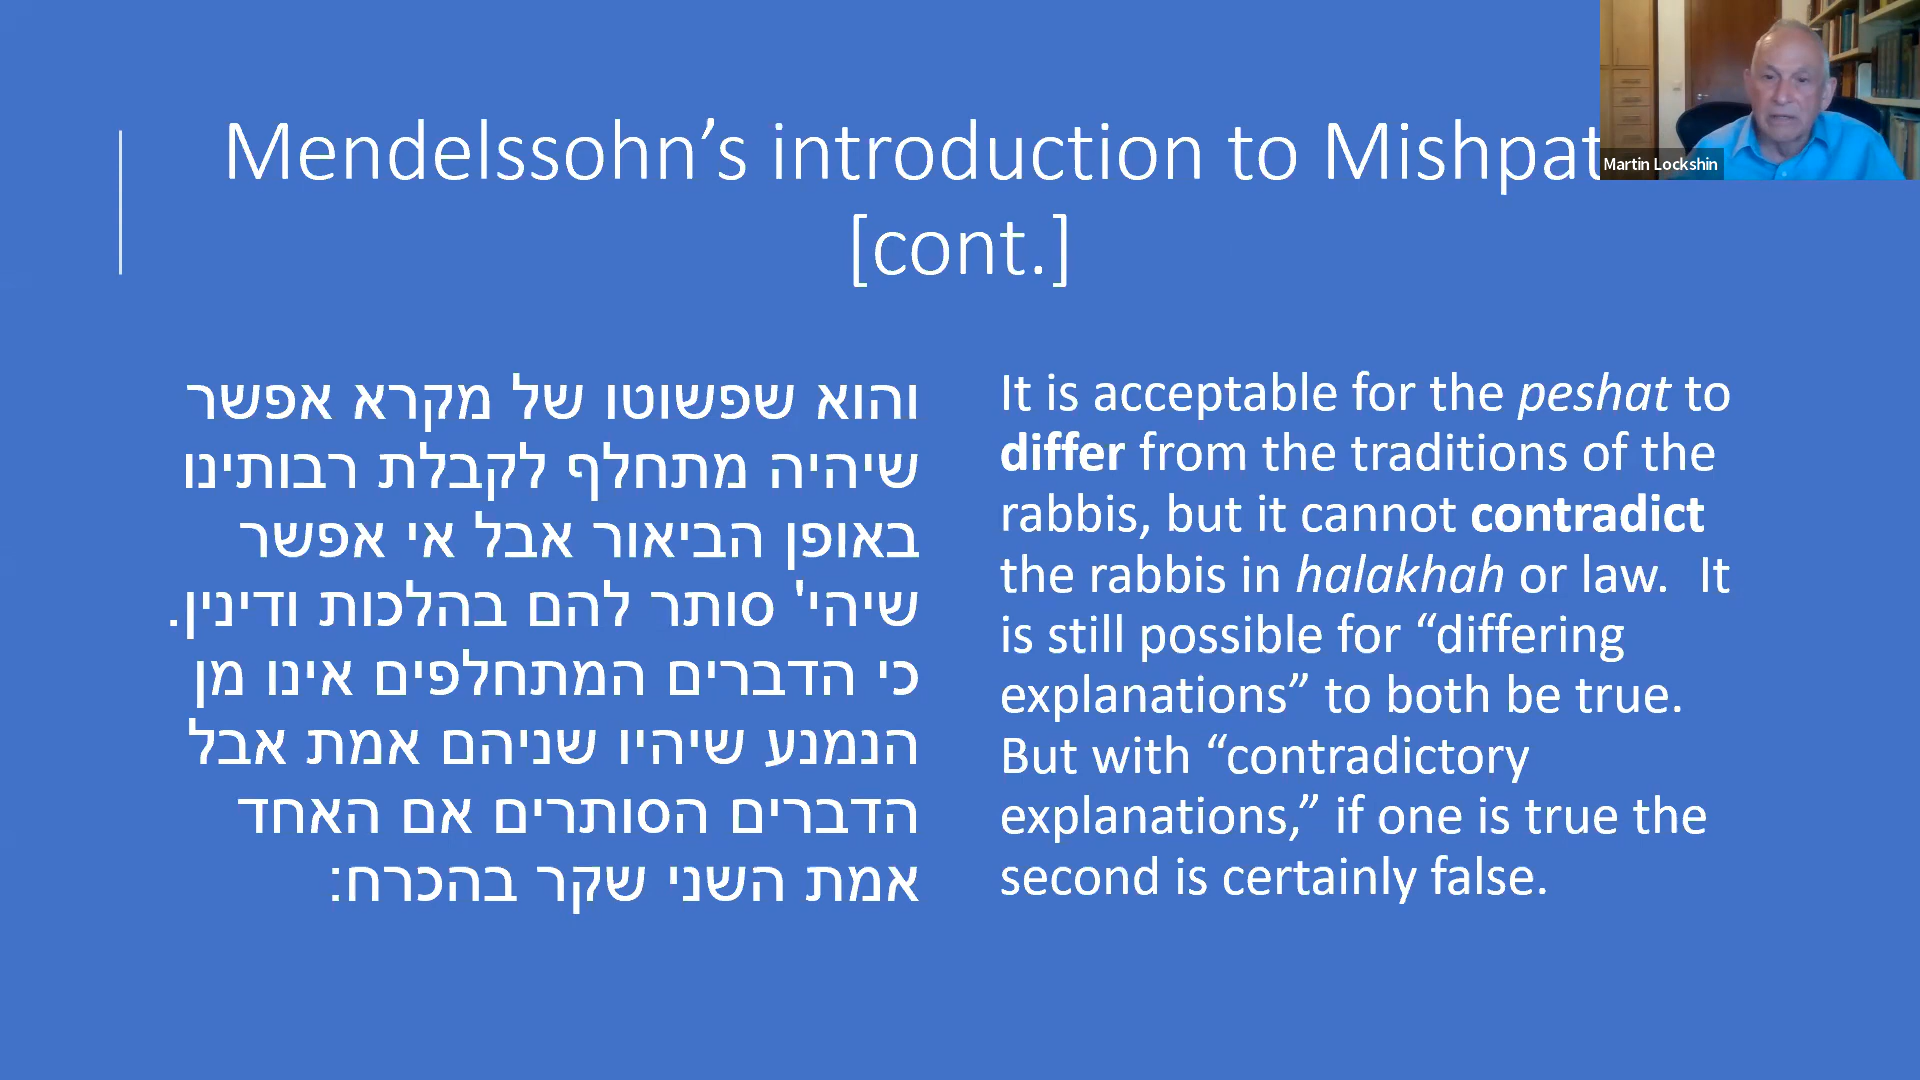 Mendelssohn’s introduction to Mishpat
[cont.]
Martin Lockshin
והוא שפשוטו של מקרא אפשר
שיהיה מתחלף לקבלת רבותינו
באופן הביאור אבל אי אפשר
שיהי' סותר להם בהלכות ודינין.
כי הדברים המתחלפים אינו מן
הנמנע שיהיו שניהם אמת אבל
הדברים הסותרים אם האחד
אמת השני שקר בהכרח:
It is acceptable for the peshat to
differ from the traditions of the
rabbis, but it cannot contradict
the rabbis in halakhah or law.  It
is still possible for “differing
explanations” to both be true.
But with “contradictory
explanations,” if one is true the
second is certainly false.